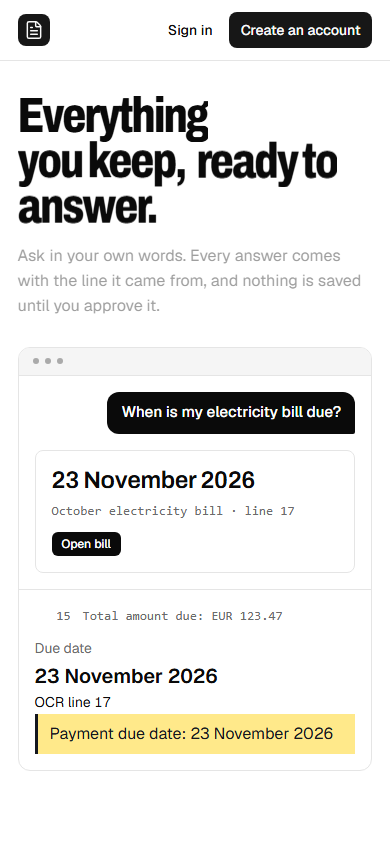 Sign in
Create an account
Everything
you keep, ready to
answer.
Ask in your own words. Every answer comes
with the line it came from, and nothing is saved
until you approve it.
When is my electricity bill due?
23 November 2026
October electricity bill · line 17
Open bill
15 Total amount due: EUR 123.47
Due date
23 November 2026
OCR line 17
Payment due date: 23 November 2026